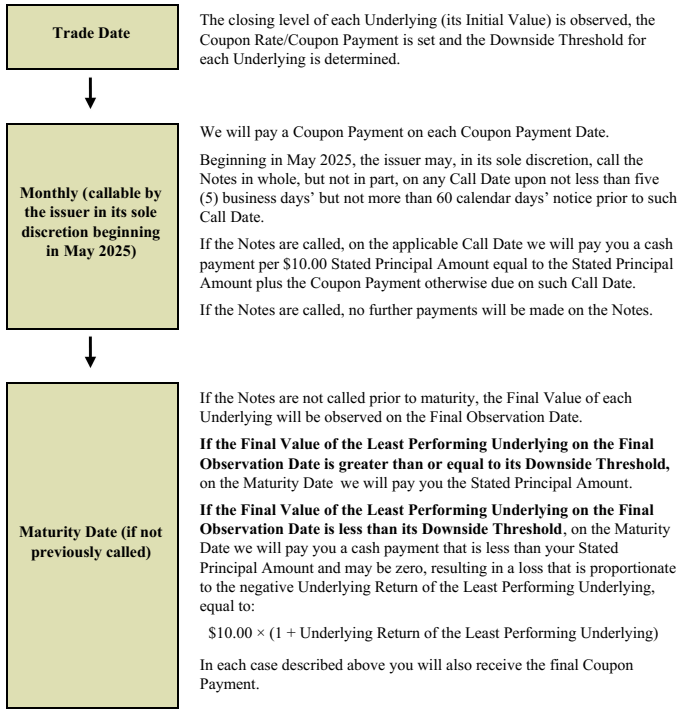 Trade Date
The closing level of each Underlying (its Initial Value) is observed, the
Coupon Rate/Coupon Payment is set and the Downside Threshold for
each Underlying is determined.
Monthly (callable by
the issuer in its sole
discretion beginning
in May 2025)
We will pay a Coupon Payment on each Coupon Payment Date.
Beginning in May 2025, the issuer may, in its sole discretion, call the
Notes in whole, but not in part, on any Call Date upon not less than five
(5) business days’ but not more than 60 calendar days’ notice prior to such
Call Date.
If the Notes are called, on the applicable Call Date we will pay you a cash
payment per $10.00 Stated Principal Amount equal to the Stated Principal
Amount plus the Coupon Payment otherwise due on such Call Date.
If the Notes are called, no further payments will be made on the Notes.
Maturity Date (if not
previously called)
If the Notes are not called prior to maturity, the Final Value of each
Underlying will be observed on the Final Observation Date.
If the Final Value of the Least Performing Underlying on the Final
Observation Date is greater than or equal to its Downside Threshold,
on the Maturity Date we will pay you the Stated Principal Amount.
If the Final Value of the Least Performing Underlying on the Final
Observation Date is less than its Downside Threshold, on the Maturity
Date we will pay you a cash payment that is less than your Stated
Principal Amount and may be zero, resulting in a loss that is proportionate
to the negative Underlying Return of the Least Performing Underlying,
equal to:
$10.00 × (1 + Underlying Return of the Least Performing Underlying)
In each case described above you will also receive the final Coupon
Payment.